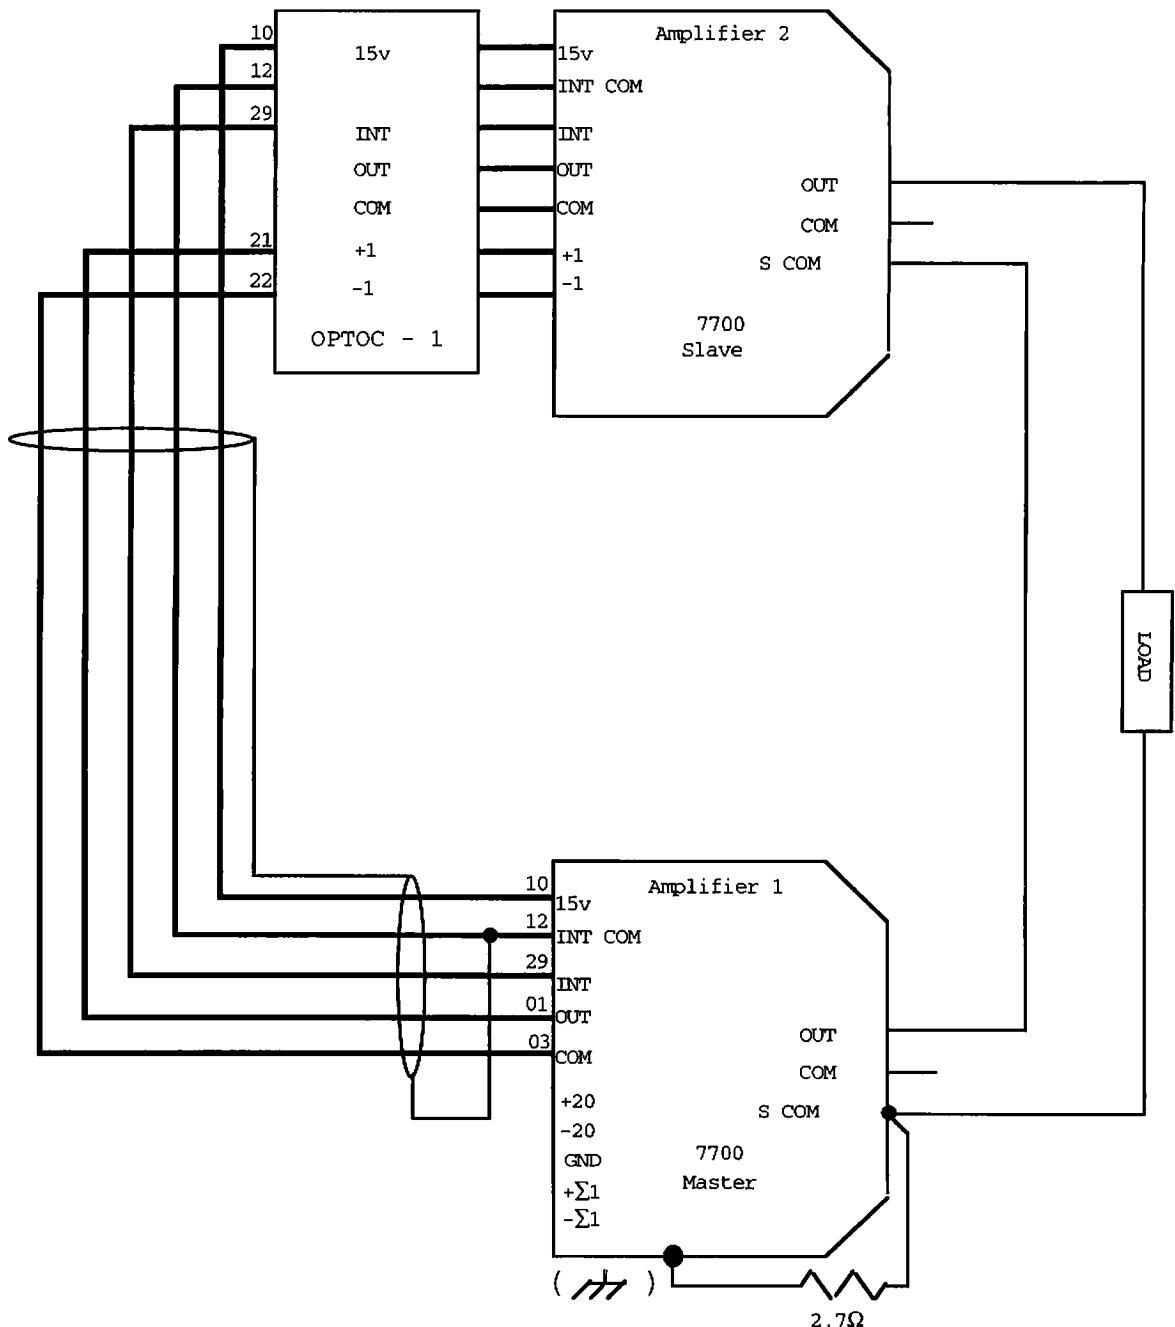 10
12
29
21
22
15v
INT
OUT
COM
+1
-1
OPTOC - 1
Amplifier 2
15v
INT COM
INT
OUT
COM
+1
-1
OUT
COM
S COM
7700
Slave
LOAD
Amplifier 1
10
12
29
01
03
15v
INT COM
INT
OUT
COM
+20
-20
GND
+Σ1
-Σ1
OUT
COM
S COM
7700
Master
( )
2.7Ω